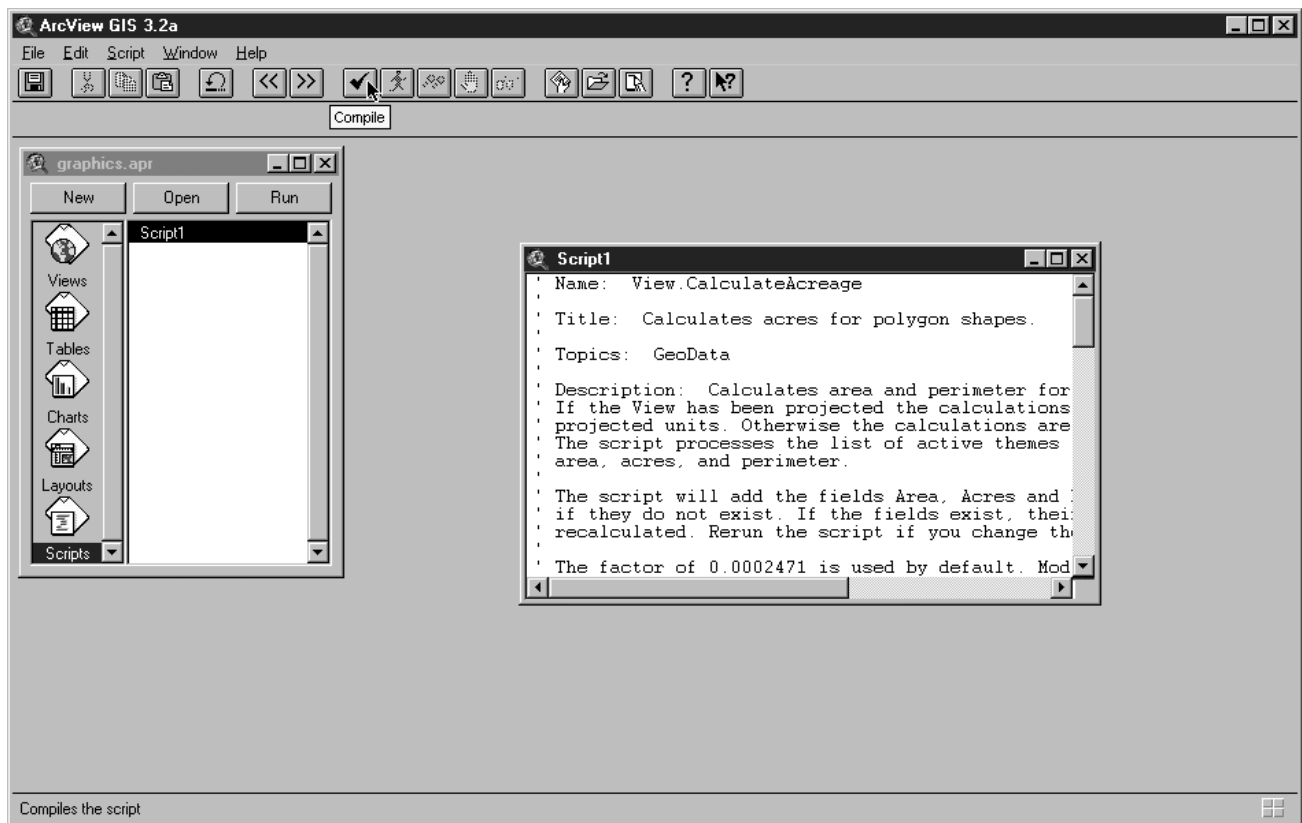 ArcView GIS 3.2a
File Edit Script Window Help
Compile
graphics.apr
New Open Run
Script1
Views
Tables
Charts
Layouts
Scripts
Script1
' Name: View.CalculateAcreage
'
' Title: Calculates acres for polygon shapes.
'
' Topics: GeoData
'
' Description: Calculates area and perimeter for
' If the View has been projected the calculations
' projected units. Otherwise the calculations are
' The script processes the list of active themes
' area, acres, and perimeter.
'
' The script will add the fields Area, Acres and
' if they do not exist. If the fields exist, thei
' recalculated. Rerun the script if you change th
'
' The factor of 0.0002471 is used by default. Mod
Compiles the script